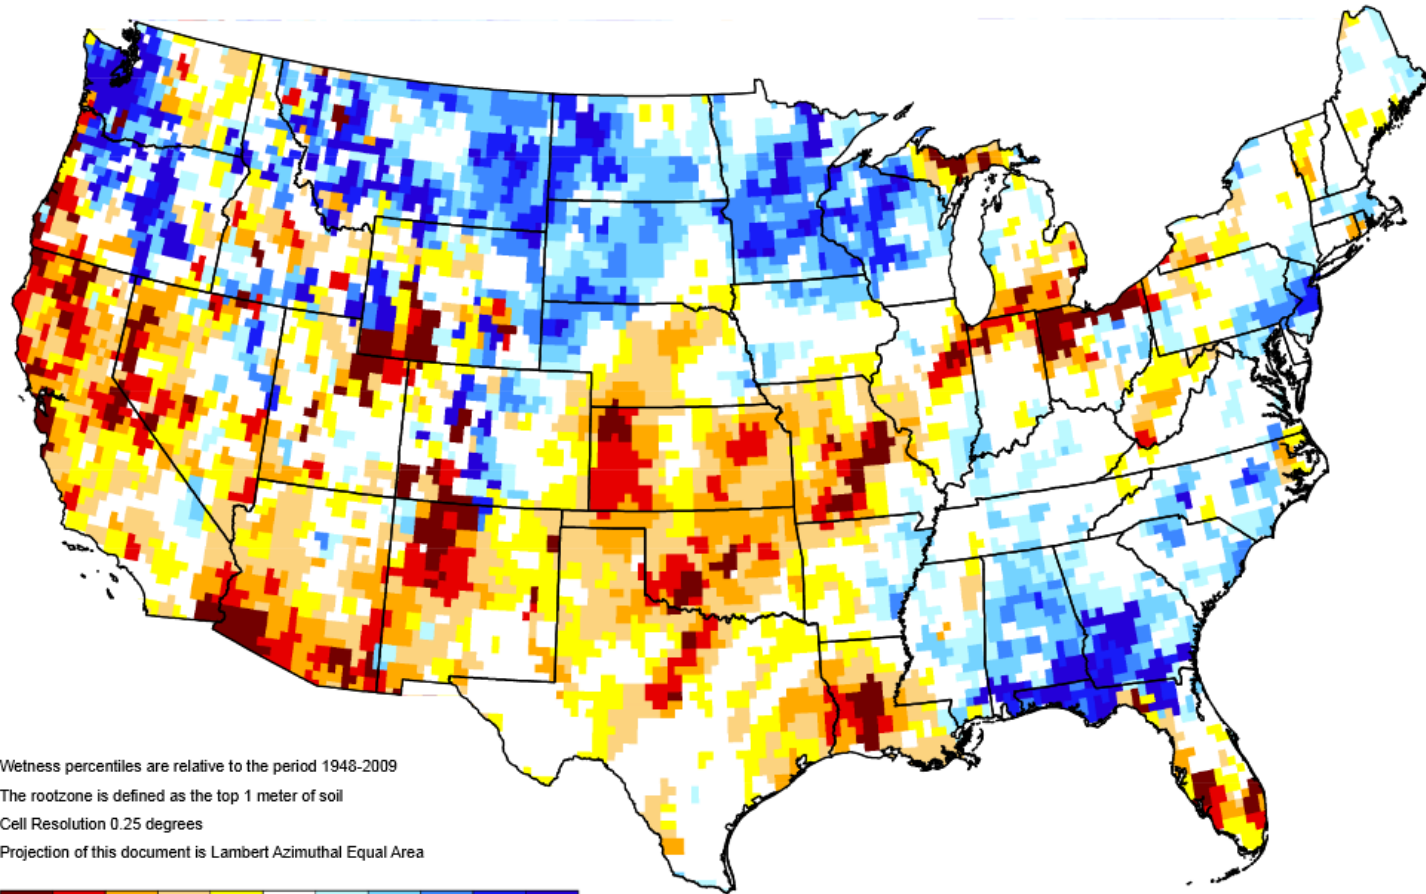 Wetness percentiles are relative to the period 1948-2009
The rootzone is defined as the top 1 meter of soil
Cell Resolution 0.25 degrees
Projection of this document is Lambert Azimuthal Equal Area